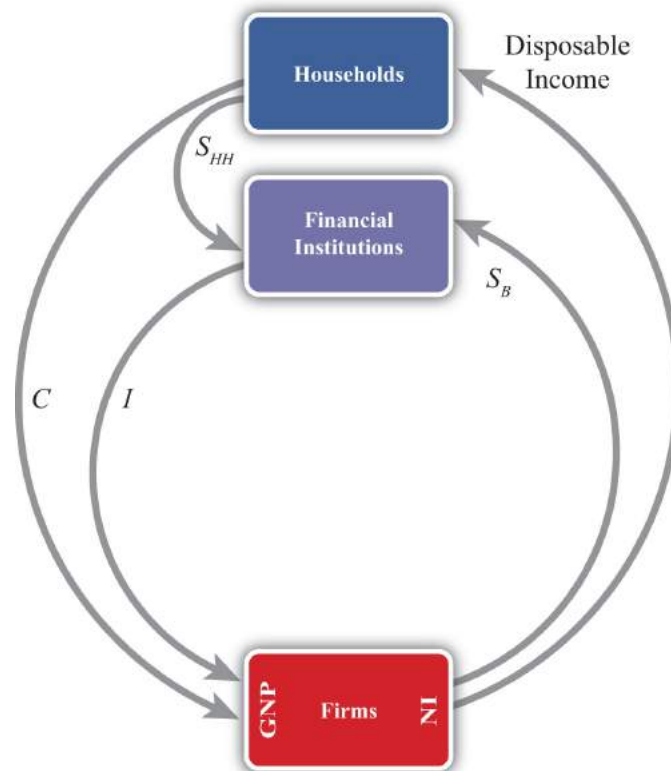 Households
Disposable
Income
S_HH
Financial
Institutions
S_B
C
I
GNP
Firms
NI